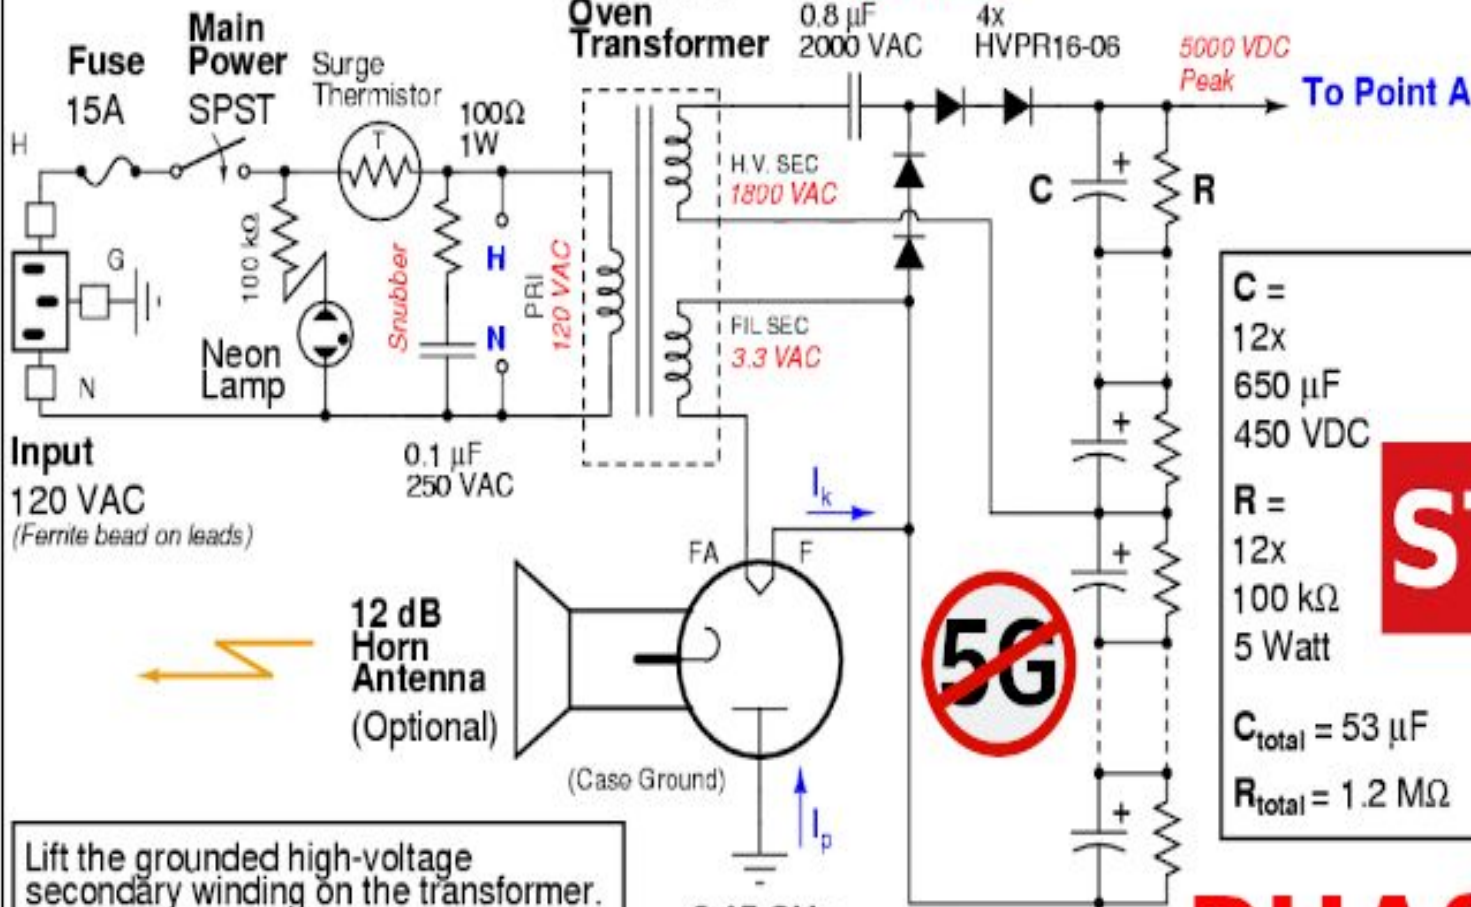 Oven
Transformer
0.8 µF
2000 VAC
4x
HVPR16-06
5000 VDC
Peak
To Point A
Main
Power
SPST
Fuse
15A
Surge
Thermistor
T
100Ω
1W
H
H.V. SEC
1800 VAC
C
+
R
100 kΩ
G
Snubber
H
N
PRI
120 VAC
FIL SEC
3.3 VAC
Neon
Lamp
N
C =
12x
650 µF
450 VDC
+
Input
120 VAC
(Ferrite bead on leads)
0.1 µF
250 VAC
Ik
FA
F
+
R =
12x
100 kΩ
5 Watt
12 dB
Horn
Antenna
(Optional)
5G
Ctotal = 53 µF
Rtotal = 1.2 MΩ
(Case Ground)
Ip
+
Lift the grounded high-voltage
secondary winding on the transformer.